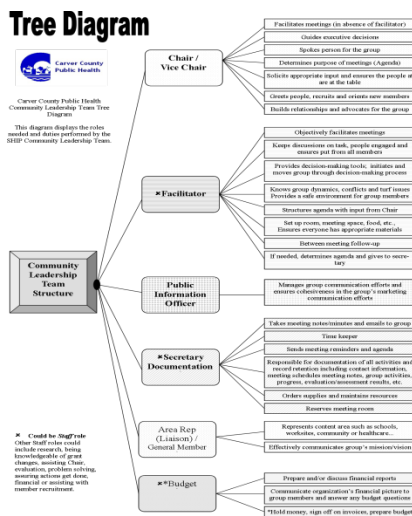 Tree Diagram
Carver County
Public Health
Carver County Public Health
Community Leadership Team Tree
Diagram
This diagram displays the roles
needed and duties performed by the
SHIP Community Leadership Team.
Community
Leadership
Team
Structure
Chair /
Vice Chair
Facilitates meetings (in absence of facilitator)
Guides executive decisions
Spokes person for the group
Determines purpose of meetings (Agenda)
Solicits appropriate input and ensures the people at
are at the table
Greets people, recruits and orients new members
Builds relationships and advocates for the group
*Facilitator
Objectively facilitate meetings
Keeps discussions on task, people engaged and
ensures put from all members
Provides decision-making tools, initiates and
moves group through decision-making process
Knows group dynamics, conflicts and turf issues
Provides a safe environment for group members
Structures agenda with input from Chair
Set up room, meeting space, food, etc.,
Ensures everyone has appropriate materials
Between meeting follow-up
If needed, determines agenda and gives to secre-
tary
Public
Information
Officer
Manages group communication efforts and
ensures cohesiveness in the group's marketing
communication efforts
*Secretary
Documentation
Takes meeting notes/minutes and emails to group
Time keeper
Sends meeting reminders and agenda
Responsible for documentation of all activities and
record retention including contact information,
meeting schedules meeting notes, group activities,
progress, evaluation/assessment results, etc.
Orders supplies and maintains resources
Reserves meeting room
Area Rep
(Liaison) /
General Member
Represents content area such as schools,
worksites, community or healthcare...
Effectively communicates group's mission/vision
**Budget
Prepare and/or discuss financial reports
Communicate organization's financial picture to
group members and answer any budget questions
*Hold money, sign off on invoices, prepare budget
* Could be Staff role
Other Staff roles could
include research, being
knowledgeable of grant
changes, assisting Chair,
evaluation, problem solving,
assuring actions get done,
financial or assisting with
member recruitment.